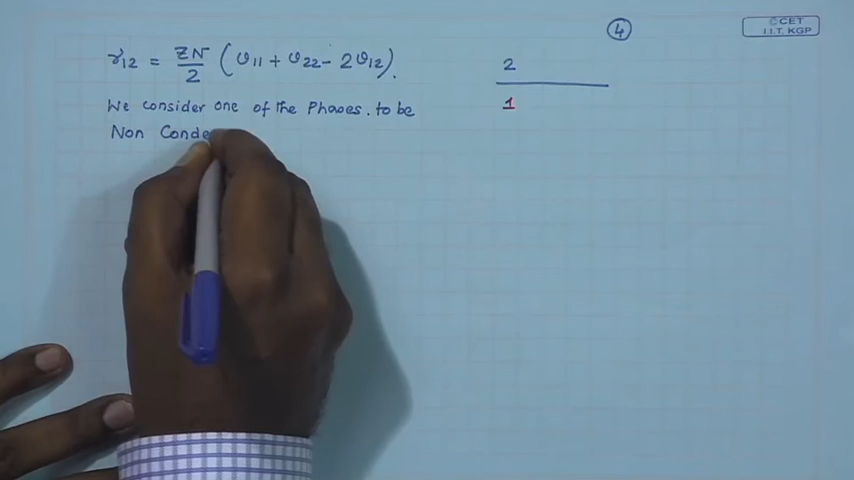 γ12 = ZN/2 (υ11 + υ22 - 2υ12).
We consider one of the Phases. to be
Non Conde
2
1
4
© CET
I.I.T. KGP